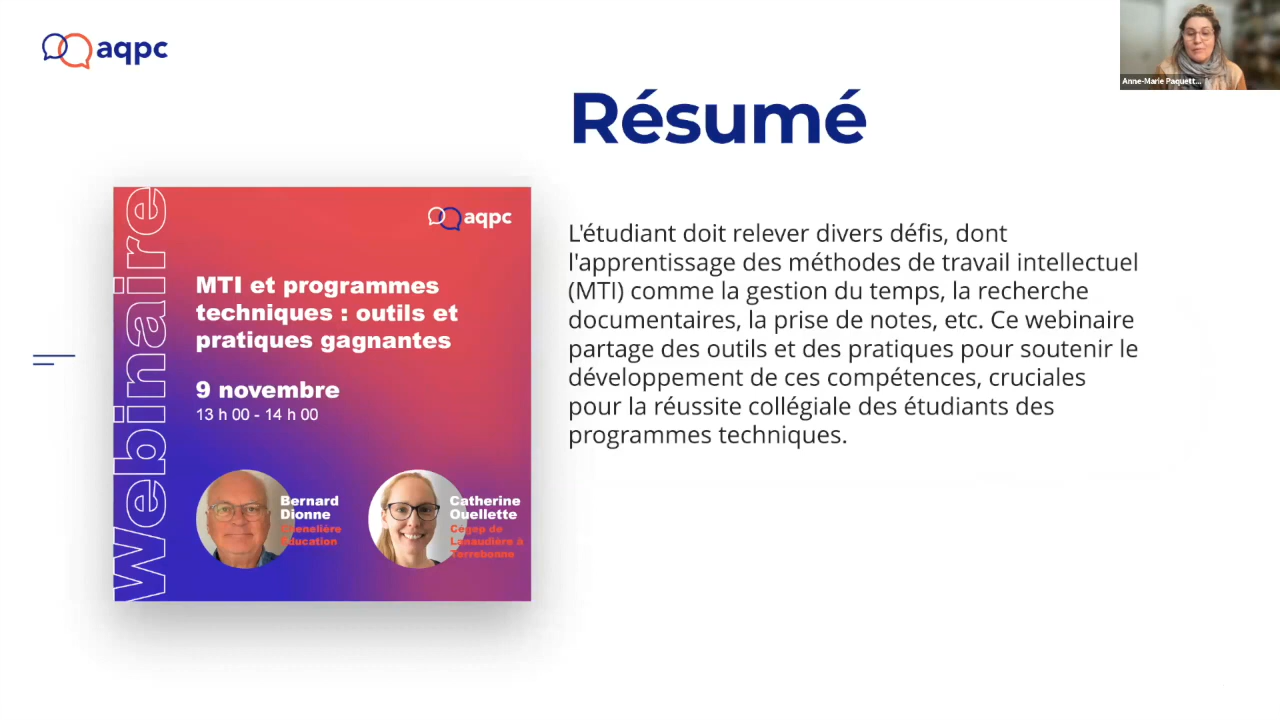 aqpc
Anne-Marie Paquett...
Résumé
Webinaire
aqpc
MTI et programmes
techniques : outils et
pratiques gagnantes
9 novembre
13 h 00 - 14 h 00
Bernard
Dionne
Chenelière
Éducation
Catherine
Ouellette
Cégep de
Lanaudière à
Terrebonne
L'étudiant doit relever divers défis, dont
l'apprentissage des méthodes de travail intellectuel
(MTI) comme la gestion du temps, la recherche
documentaires, la prise de notes, etc. Ce webinaire
partage des outils et des pratiques pour soutenir le
développement de ces compétences, cruciales
pour la réussite collégiale des étudiants des
programmes techniques.